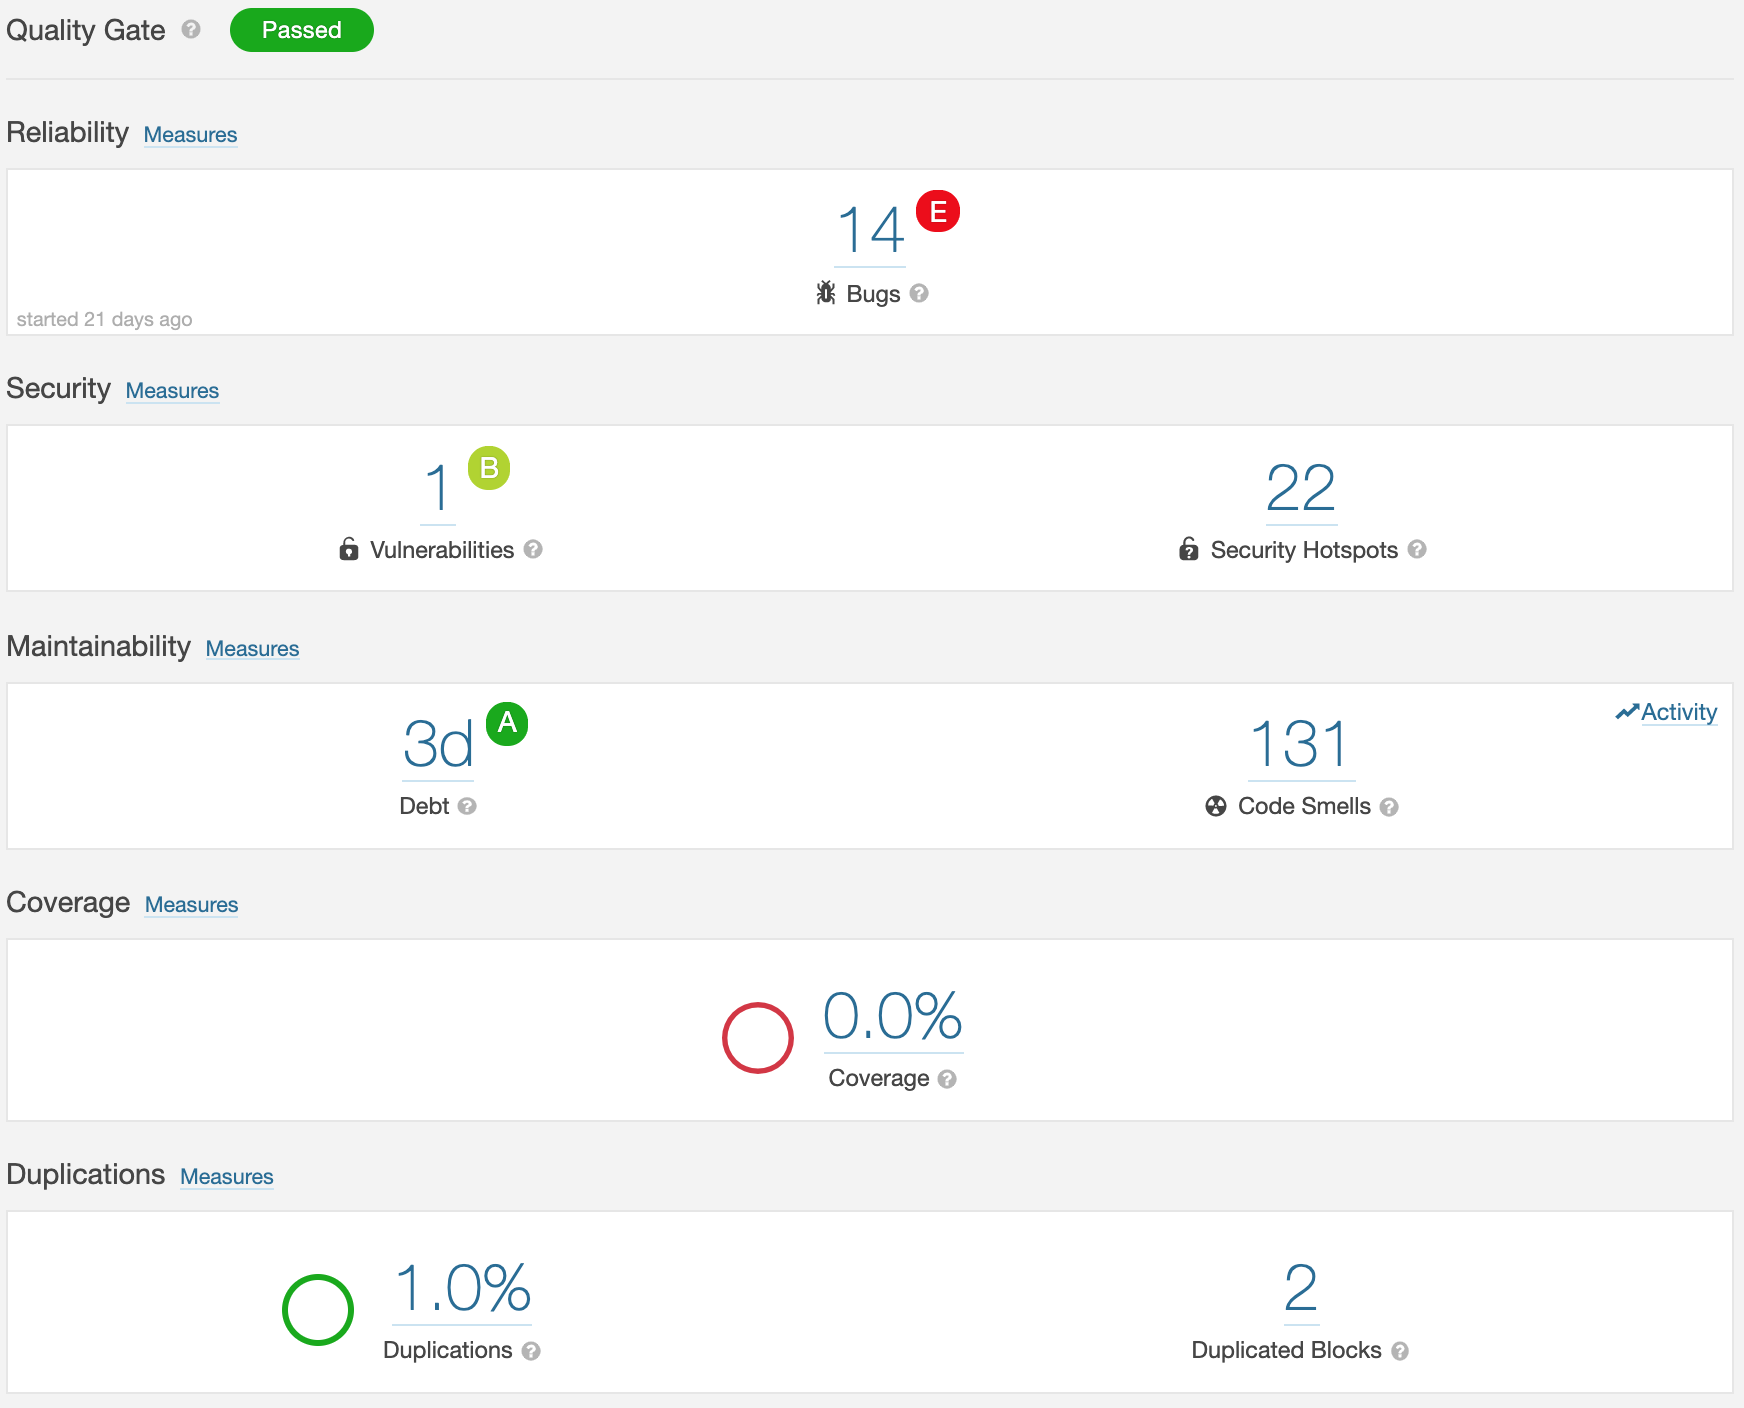 Quality Gate ? Passed
Reliability Measures
14 E
Bugs ?
started 21 days ago
Security Measures
1 B
Vulnerabilities ?
22
Security Hotspots ?
Maintainability Measures
3d A
Debt ?
131
Code Smells ?
Activity
Coverage Measures
0.0%
Coverage ?
Duplications Measures
1.0%
Duplications ?
2
Duplicated Blocks ?